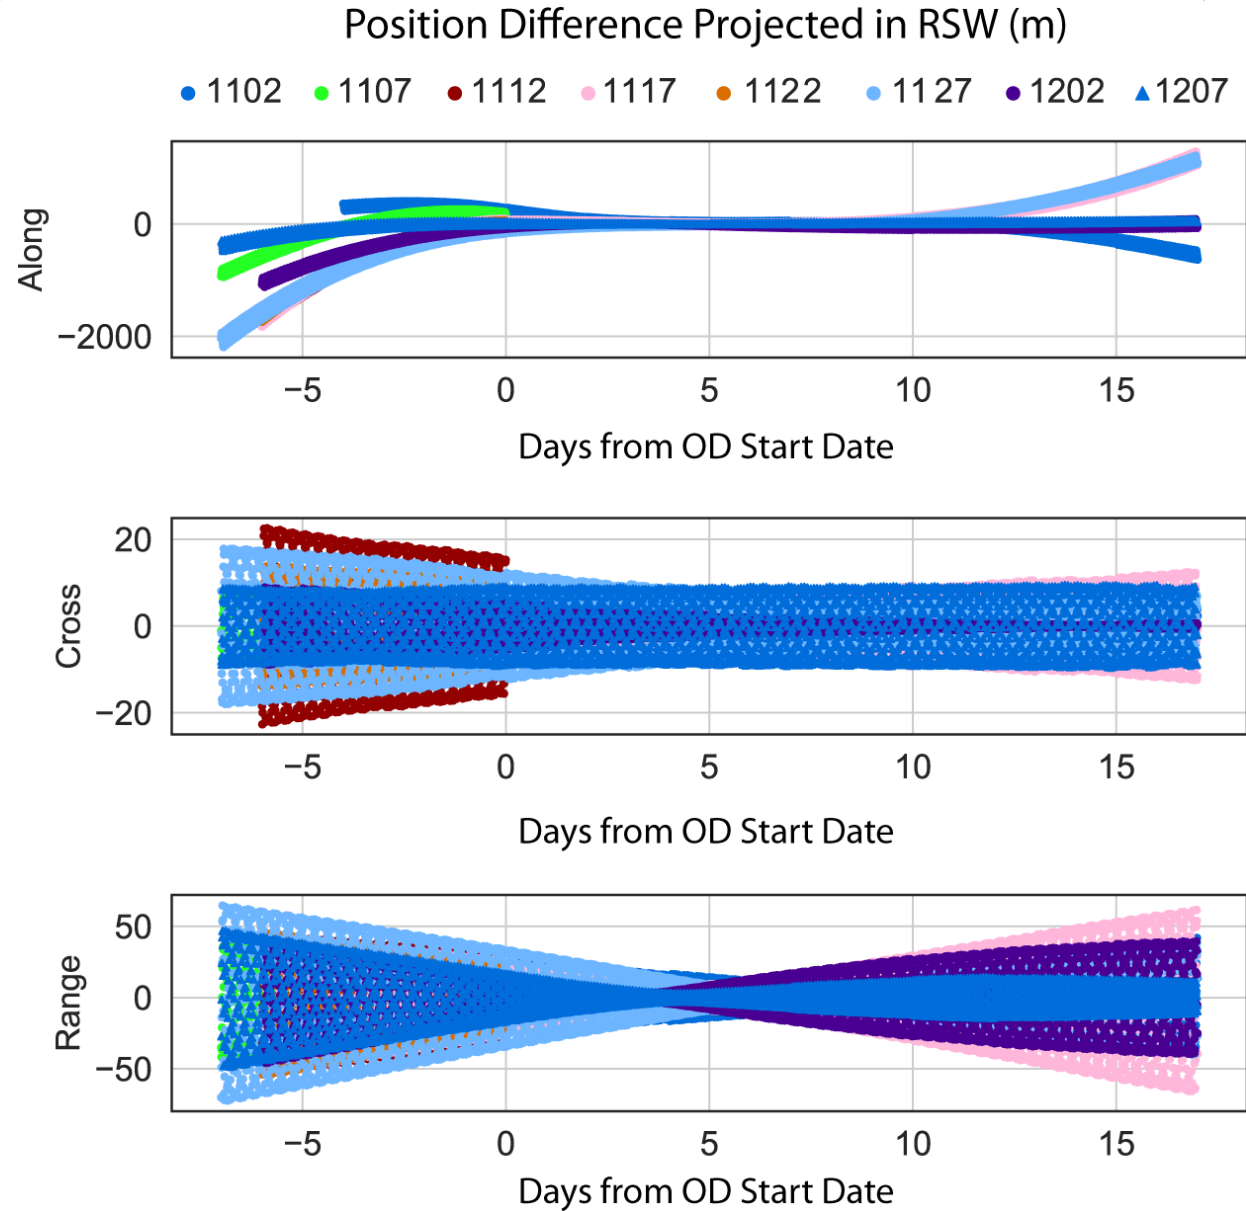 Position Difference Projected in RSW (m)
1102 1107 1112 1117 1122 1127 1202 1207
Along
0
−2000
−5 0 5 10 15
Days from OD Start Date
Cross
20
0
−20
−5 0 5 10 15
Days from OD Start Date
Range
50
0
−50
−5 0 5 10 15
Days from OD Start Date